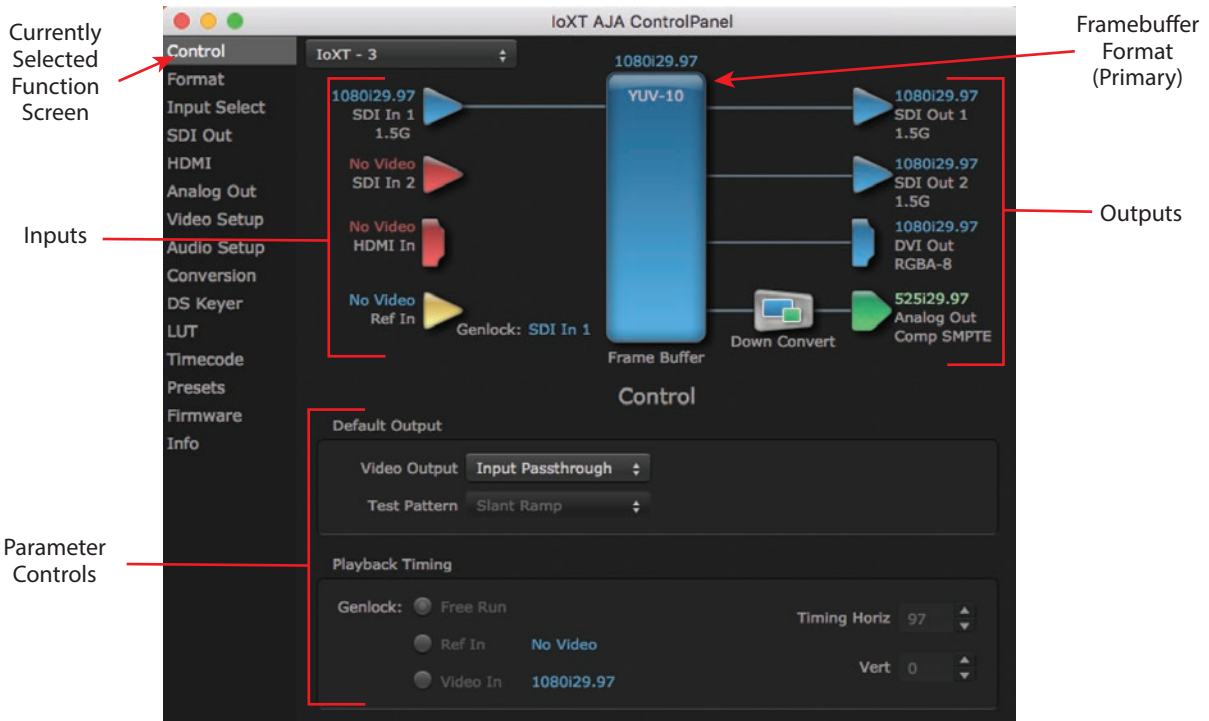 Currently
Selected
Function
Screen
Inputs
Parameter
Controls
IoXT AJA ControlPanel
Control
Format
Input Select
SDI Out
HDMI
Analog Out
Video Setup
Audio Setup
Conversion
DS Keyer
LUT
Timecode
Presets
Firmware
Info
IoXT - 3
1080i29.97
SDI In 1
1.5G
No Video
SDI In 2
No Video
HDMI In
No Video
Ref In
Genlock: SDI In 1
1080i29.97
YUV-10
Frame Buffer
1080i29.97
SDI Out 1
1.5G
1080i29.97
SDI Out 2
1.5G
1080i29.97
DVI Out
RGBA-8
Down Convert
525i29.97
Analog Out
Comp SMPTE
Framebuffer
Format
(Primary)
Outputs
Control
Default Output
Video Output Input Passthrough
Test Pattern Slant Ramp
Playback Timing
Genlock: Free Run
Ref In No Video
Video In 1080i29.97
Timing Horiz 97
Vert 0